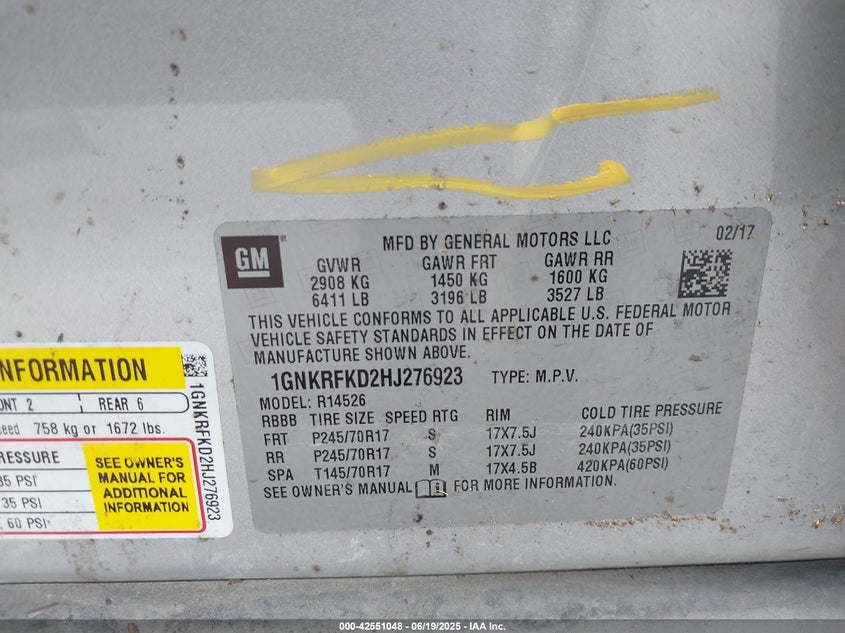 GM
®
MFD BY GENERAL MOTORS LLC
02/17
GVWR GAWR FRT GAWR RR
2908 KG 1450 KG 1600 KG
6411 LB 3196 LB 3527 LB
THIS VEHICLE CONFORMS TO ALL APPLICABLE U.S. FEDERAL MOTOR
VEHICLE SAFETY STANDARDS IN EFFECT ON THE DATE OF
MANUFACTURE SHOWN ABOVE.
1GNKRFKD2HJ276923 TYPE: M.P.V.
MODEL: R14526
RBBB TIRE SIZE SPEED RTG RIM COLD TIRE PRESSURE
FRT P245/70R17 S 17X7.5J 240KPA(35PSI)
RR P245/70R17 S 17X7.5J 240KPA(35PSI)
SPA T145/70R17 M 17X4.5B 420KPA(60PSI)
SEE OWNER'S MANUAL FOR MORE INFORMATION.
NFORMATION
ONT 2 REAR 6
eed 758 kg or 1672 lbs.
PRESSURE
35 PSI
35 PSI
60 PSI
SEE OWNER'S
MANUAL FOR
ADDITIONAL
INFORMATION
1GNKRFKD2HJ276923
000-42551048 - 06/19/2025 - IAA Inc.